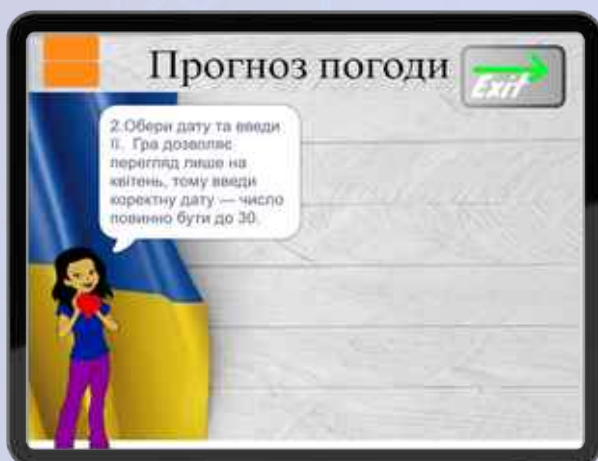 Прогноз погоди
Exit
2.Обери дату та введи
її. Гра дозволяє
перегляд лише на
квітень, тому введи
коректну дату — число
повинно бути до 30.